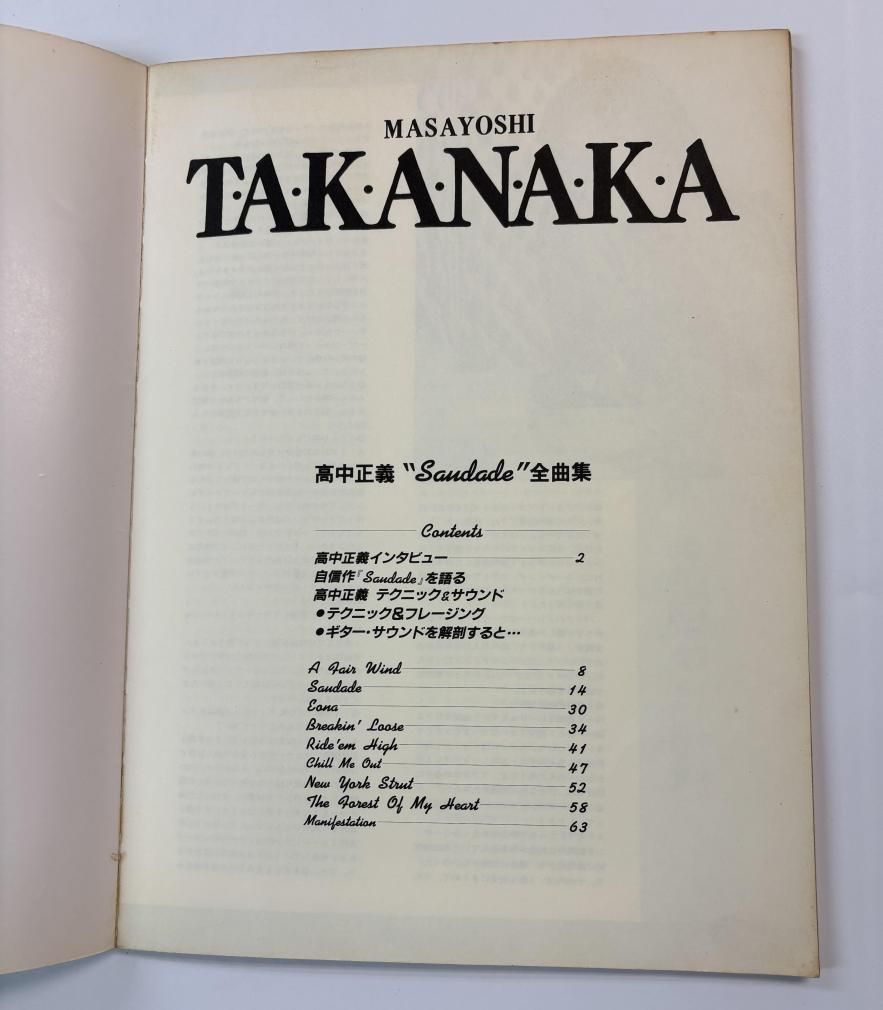 MASAYOSHI
T·A·K·A·N·A·K·A
高中正義 “Saudade” 全曲集
Contents
高中正義インタビュー 2
自信作『Saudade』を語る
高中正義 テクニック&サウンド
●テクニック&フレージング
●ギター・サウンドを解剖すると…
A Fair Wind 8
Saudade 14
Eona 30
Breakin' Loose 34
Ride'em High 41
Chill Me Out 47
New York Strut 52
The Forest Of My Heart 58
Manifestation 63